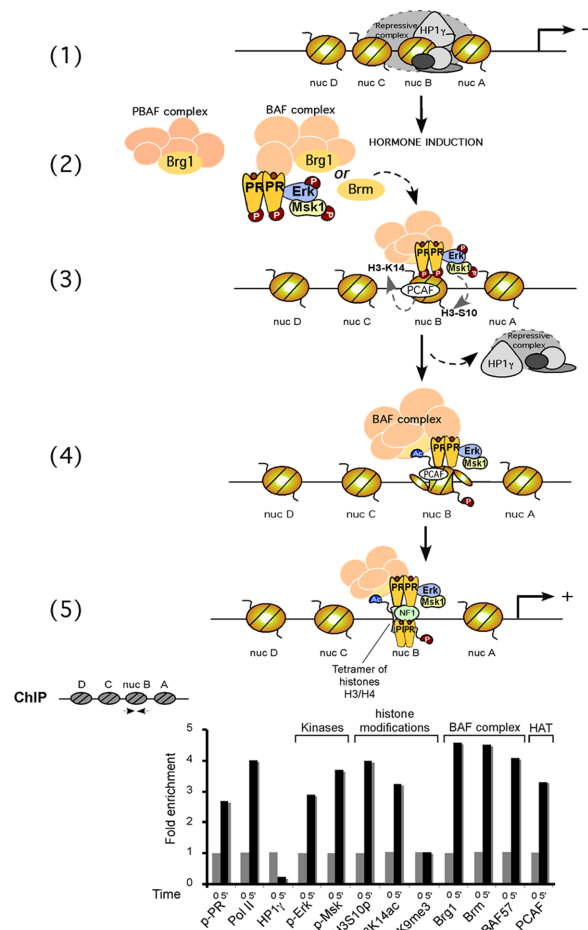 (1)
Repressive
complex
HP1γ
nuc D
nuc C
nuc B
nuc A
−
HORMONE INDUCTION
(2)
PBAF complex
Brg1
BAF complex
Brg1
or
Brm
PR PR
Erk
Msk1
P
P
P
P
(3)
PR PR
Erk
Msk1
P
P
P
P
H3-K14
PCAF
H3-S10
nuc D
nuc C
nuc B
nuc A
Repressive
complex
HP1γ
(4)
BAF complex
Ac
PR PR
Erk
Msk1
PCAF
P
nuc D
nuc C
nuc B
nuc A
(5)
Ac
PR PR
Erk
Msk1
NF1
P
+
nuc D
nuc C
nuc B
nuc A
Tetramer of
histones
H3/H4
ChIP
D C nuc B A
Kinases
histone
modifications
BAF complex
HAT
Fold enrichment
5
4
3
2
1
0
Time
0 5' 0 5' 0 5' 0 5' 0 5' 0 5' 0 5' 0 5' 0 5' 0 5' 0 5' 0 5'
p-PR
Pol II
HP1γ
p-Erk
p-Msk
H3S10p
3K14ac
K9me3
Brg1
Brm
BAF57
PCAF